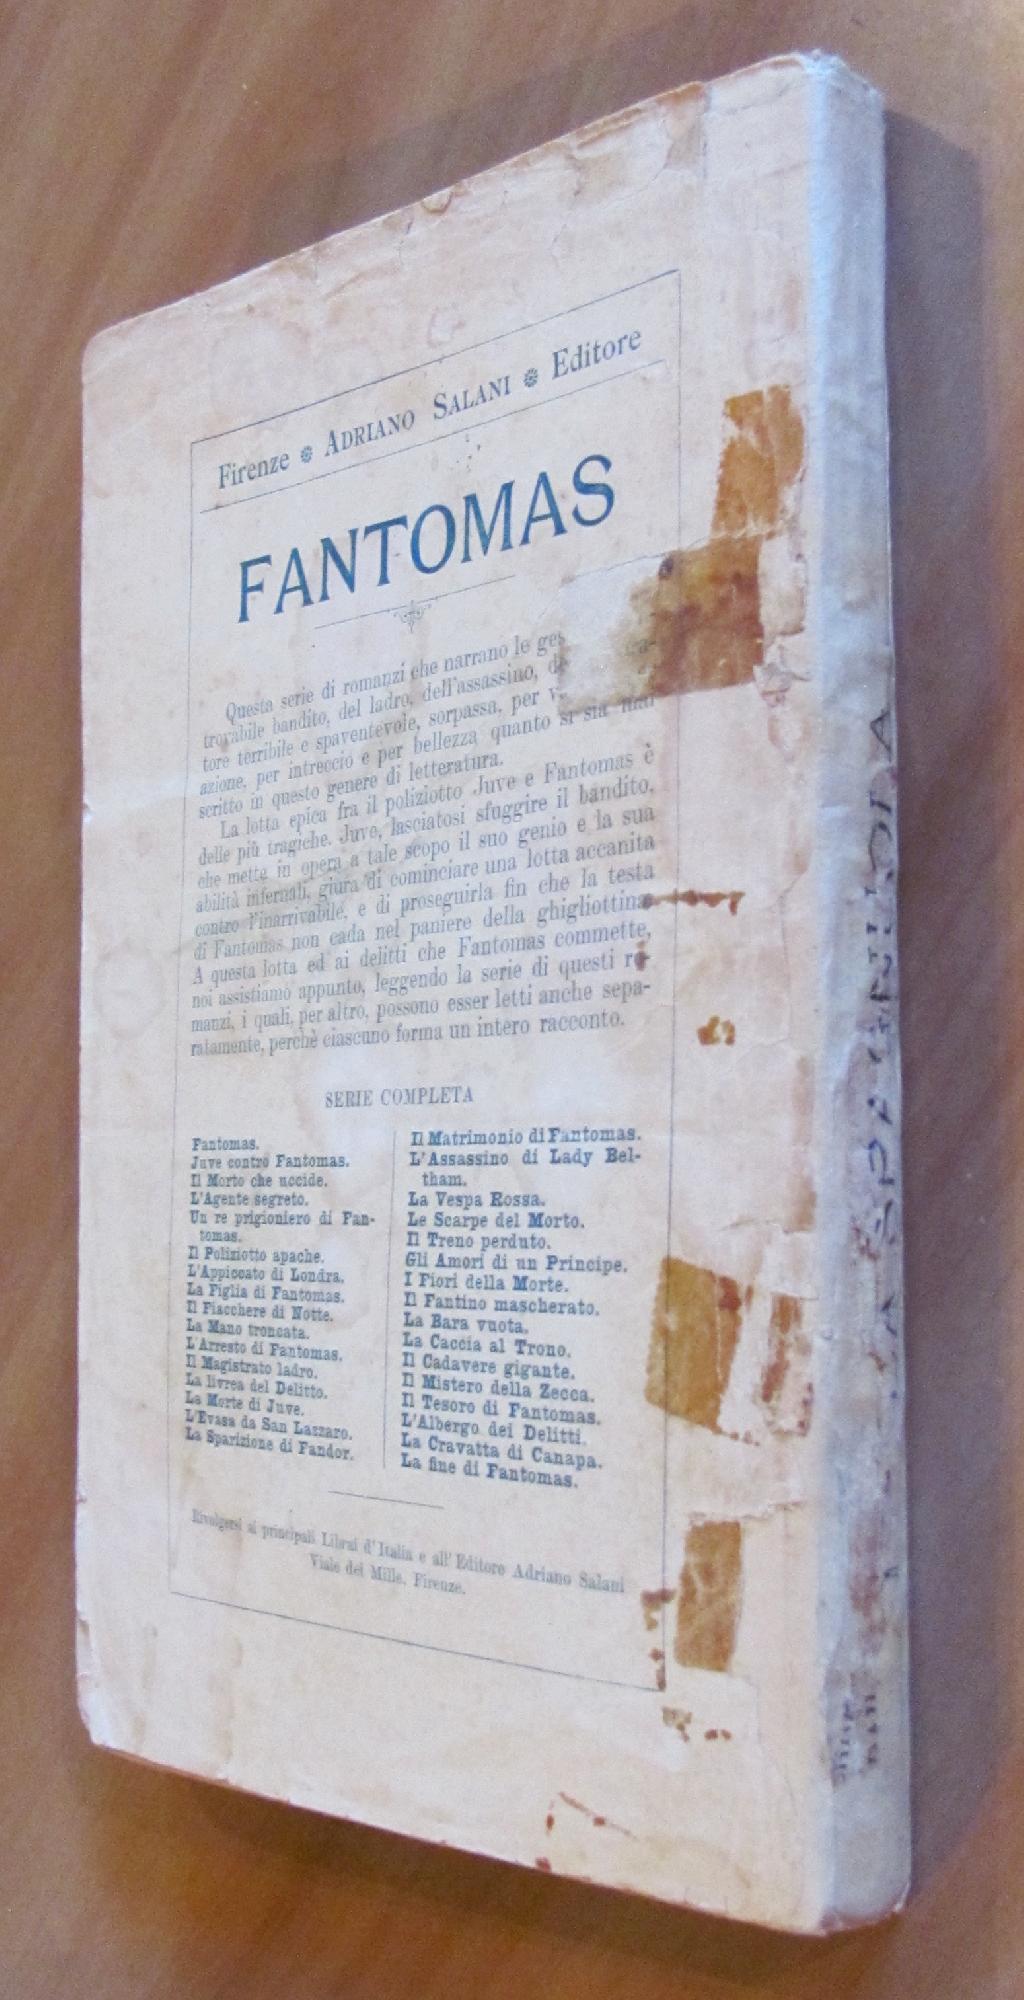 Firenze ❁ ADRIANO SALANI ❁ Editore
FANTOMAS
Questa serie di romanzi che narrano le ges
trovabile bandito, del ladro, dell'assassino, de
tore terribile e spaventevole, sorpassa, per v
azione, per intreccio e per bellezza quanto si sia mai
scritto in questo genere di letteratura.
La lotta epica fra il poliziotto Juve e Fantomas è
delle più tragiche. Juve, lasciatosi sfuggire il bandito,
che mette in opera a tale scopo il suo genio e la sua
abilità infernali, giura di cominciare una lotta accanita
contro l'inarrivabile, e di proseguirla fin che la testa
di Fantomas non cada nel paniere della ghigliottina.
A questa lotta ed ai delitti che Fantomas commette,
noi assistiamo appunto, leggendo la serie di questi ro-
manzi, i quali, per altro, possono esser letti anche sepa-
ratamente, perchè ciascuno forma un intero racconto.
SERIE COMPLETA
Fantomas.
Juve contro Fantomas.
Il Morto che uccide.
L'Agente segreto.
Un re prigioniero di Fan-
tomas.
Il Poliziotto apache.
L'Appiccato di Londra.
La Figlia di Fantomas.
Il Fiacchere di Notte.
La Mano troncata.
L'Arresto di Fantomas.
Il Magistrato ladro.
La livrea del Delitto.
La Morte di Juve.
L'Evasa da San Lazzaro.
La Sparizione di Fandor.
Il Matrimonio di Fantomas.
L'Assassino di Lady Bel-
tham.
La Vespa Rossa.
Le Scarpe del Morto.
Il Treno perduto.
Gli Amori di un Principe.
I Fiori della Morte.
Il Fantino mascherato.
La Bara vuota.
La Caccia al Trono.
Il Cadavere gigante.
Il Mistero della Zecca.
Il Tesoro di Fantomas.
L'Albergo dei Delitti.
La Cravatta di Canapa.
La fine di Fantomas.
Rivolgersi ai principali Librai d'Italia e all'Editore Adriano Salani
Viale dei Mille, Firenze.